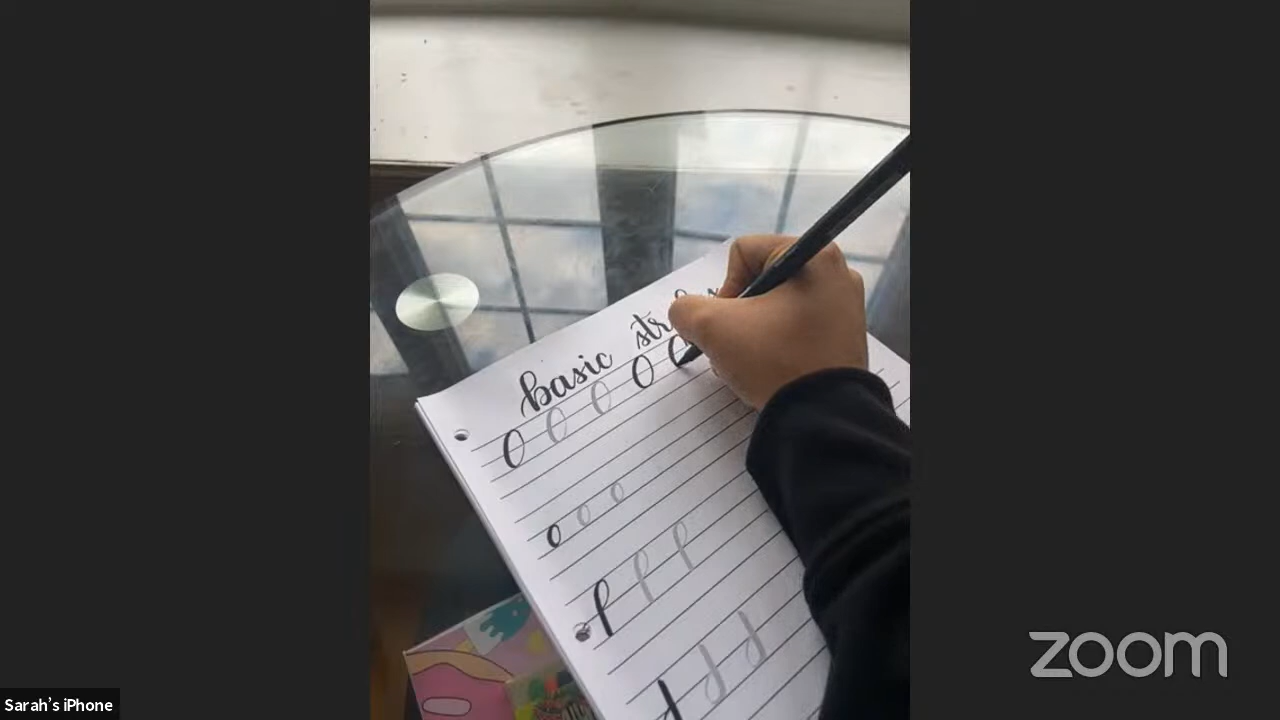 basic
O O O O O
o o o
zoom
Sarah's iPhone